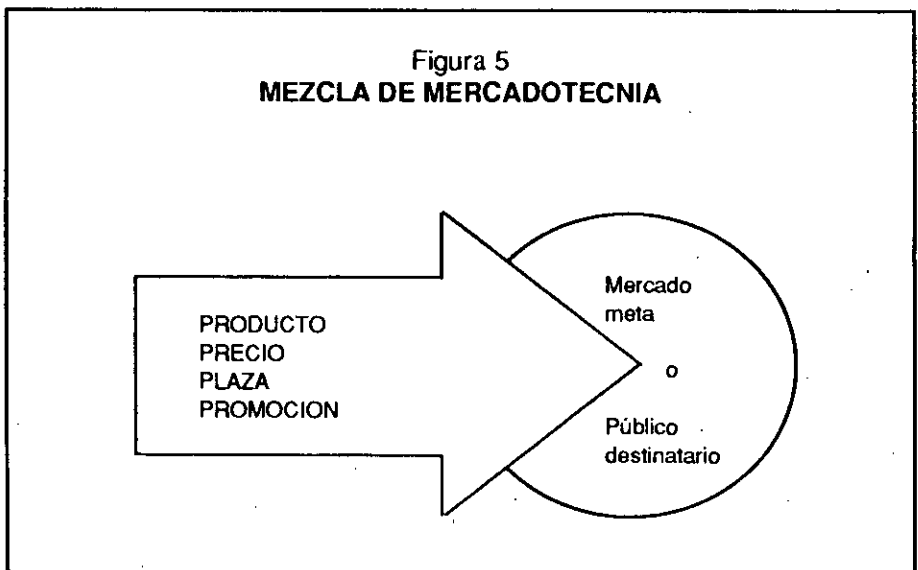 Figura 5
MEZCLA DE MERCADOTECNIA
PRODUCTO
PRECIO
PLAZA
PROMOCION
Mercado
meta
o
Público
destinatario